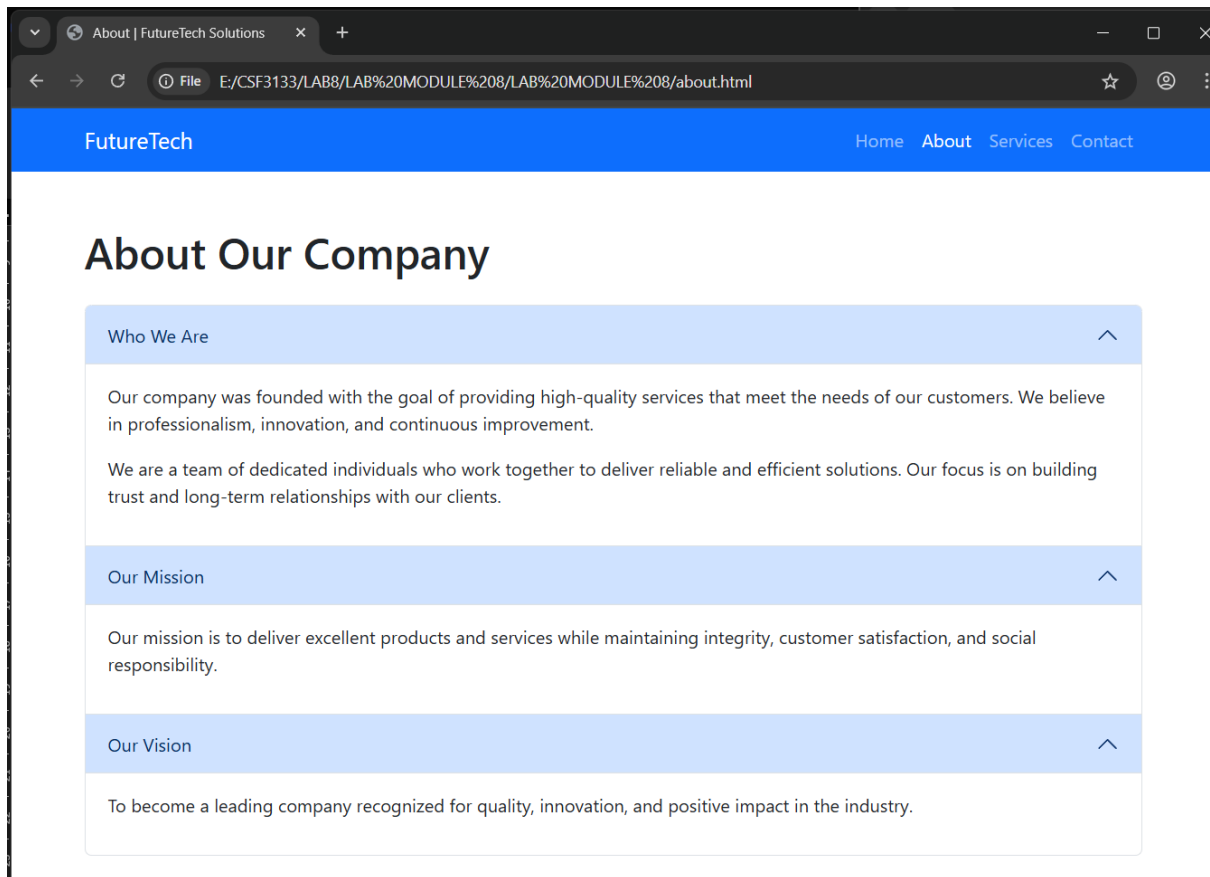 About | FutureTech Solutions
File E:/CSF3133/LAB8/LAB%20MODULE%208/LAB%20MODULE%208/about.html
FutureTech Home About Services Contact
About Our Company
Who We Are
Our company was founded with the goal of providing high-quality services that meet the needs of our customers. We believe
in professionalism, innovation, and continuous improvement.
We are a team of dedicated individuals who work together to deliver reliable and efficient solutions. Our focus is on building
trust and long-term relationships with our clients.
Our Mission
Our mission is to deliver excellent products and services while maintaining integrity, customer satisfaction, and social
responsibility.
Our Vision
To become a leading company recognized for quality, innovation, and positive impact in the industry.